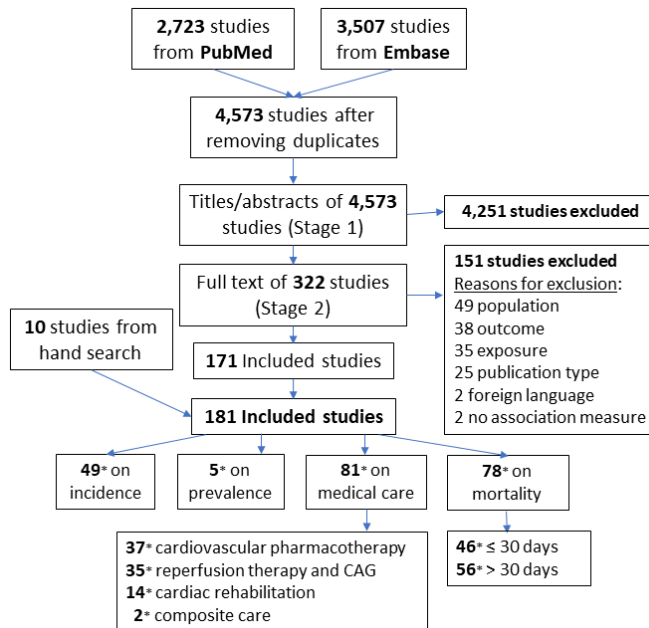 2,723 studies
from PubMed
3,507 studies
from Embase
4,573 studies after
removing duplicates
Titles/abstracts of 4,573
studies (Stage 1)
4,251 studies excluded
Full text of 322 studies
(Stage 2)
151 studies excluded
Reasons for exclusion:
49 population
38 outcome
35 exposure
25 publication type
2 foreign language
2 no association measure
10 studies from
hand search
171 Included studies
181 Included studies
49* on
incidence
5* on
prevalence
81* on
medical care
78* on
mortality
37* cardiovascular pharmacotherapy
35* reperfusion therapy and CAG
14* cardiac rehabilitation
2* composite care
46* ≤ 30 days
56* > 30 days